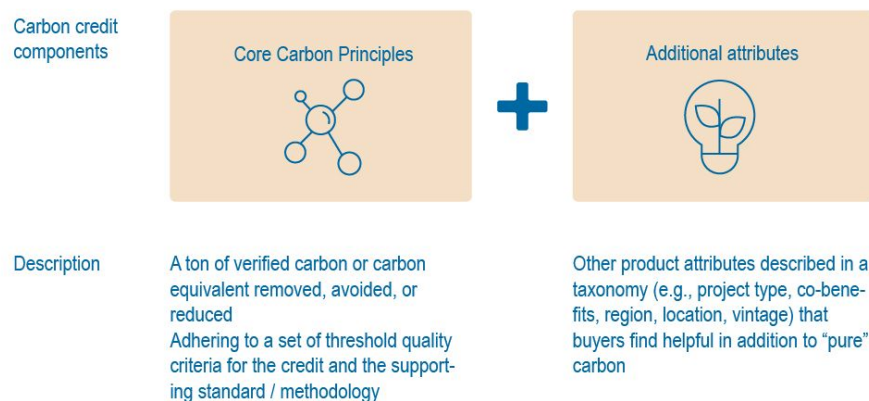 Carbon credit
components
Core Carbon Principles
Additional attributes
Description
A ton of verified carbon or carbon
equivalent removed, avoided, or
reduced
Adhering to a set of threshold quality
criteria for the credit and the support-
ing standard / methodology
Other product attributes described in a
taxonomy (e.g., project type, co-bene-
fits, region, location, vintage) that
buyers find helpful in addition to “pure”
carbon